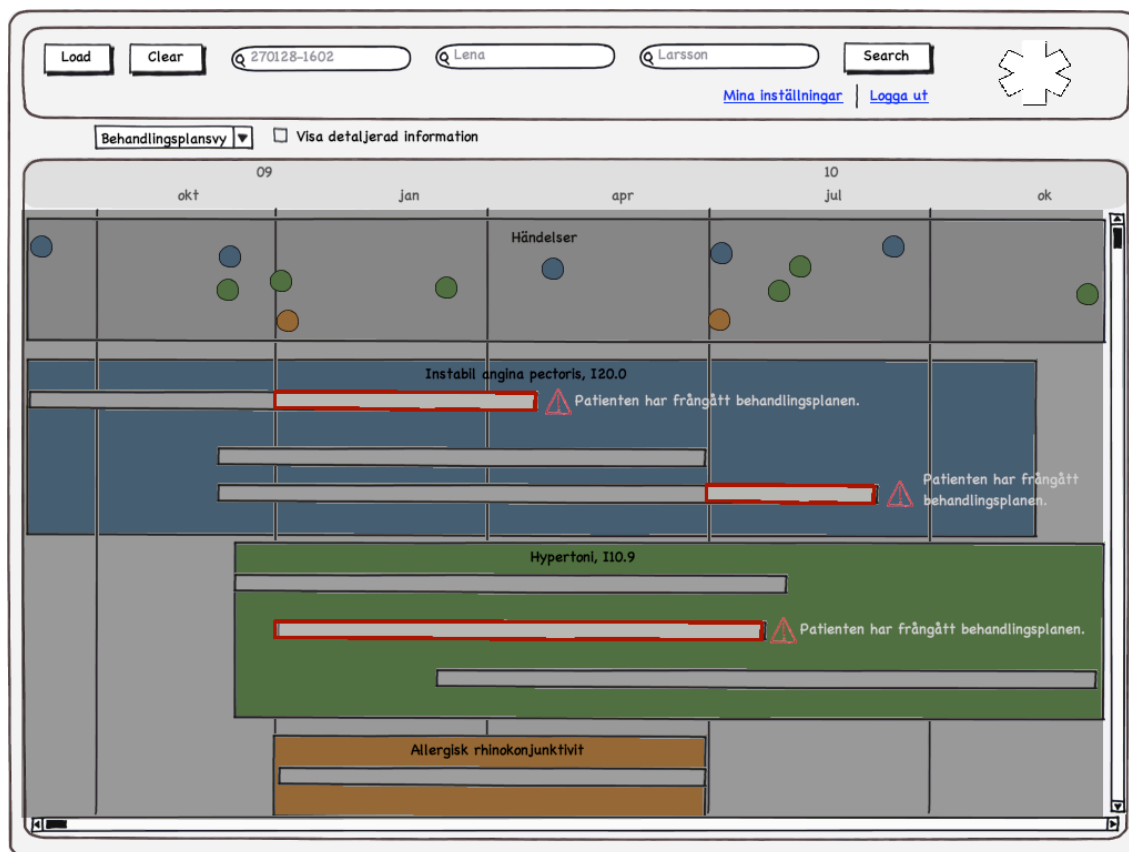 Load Clear 270128-1602 Lena Larsson Search
Mina inställningar Logga ut
Behandlingsplansvy Visa detaljerad information
09 10
okt jan apr jul ok
Händelser
Instabil angina pectoris, I20.0
Patienten har frångått behandlingsplanen.
Patienten har frångått
behandlingsplanen.
Hypertoni, I10.9
Patienten har frångått behandlingsplanen.
Allergisk rhinokonjunktivit